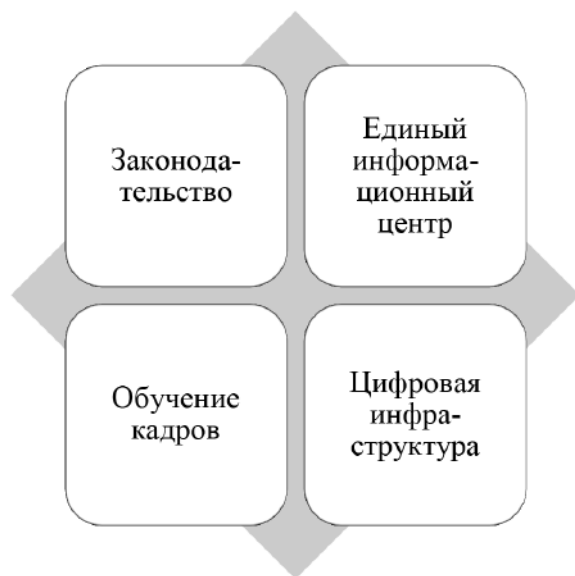 Законода-
тельство
Единый
информа-
ционный
центр
Обучение
кадров
Цифровая
инфра-
структура